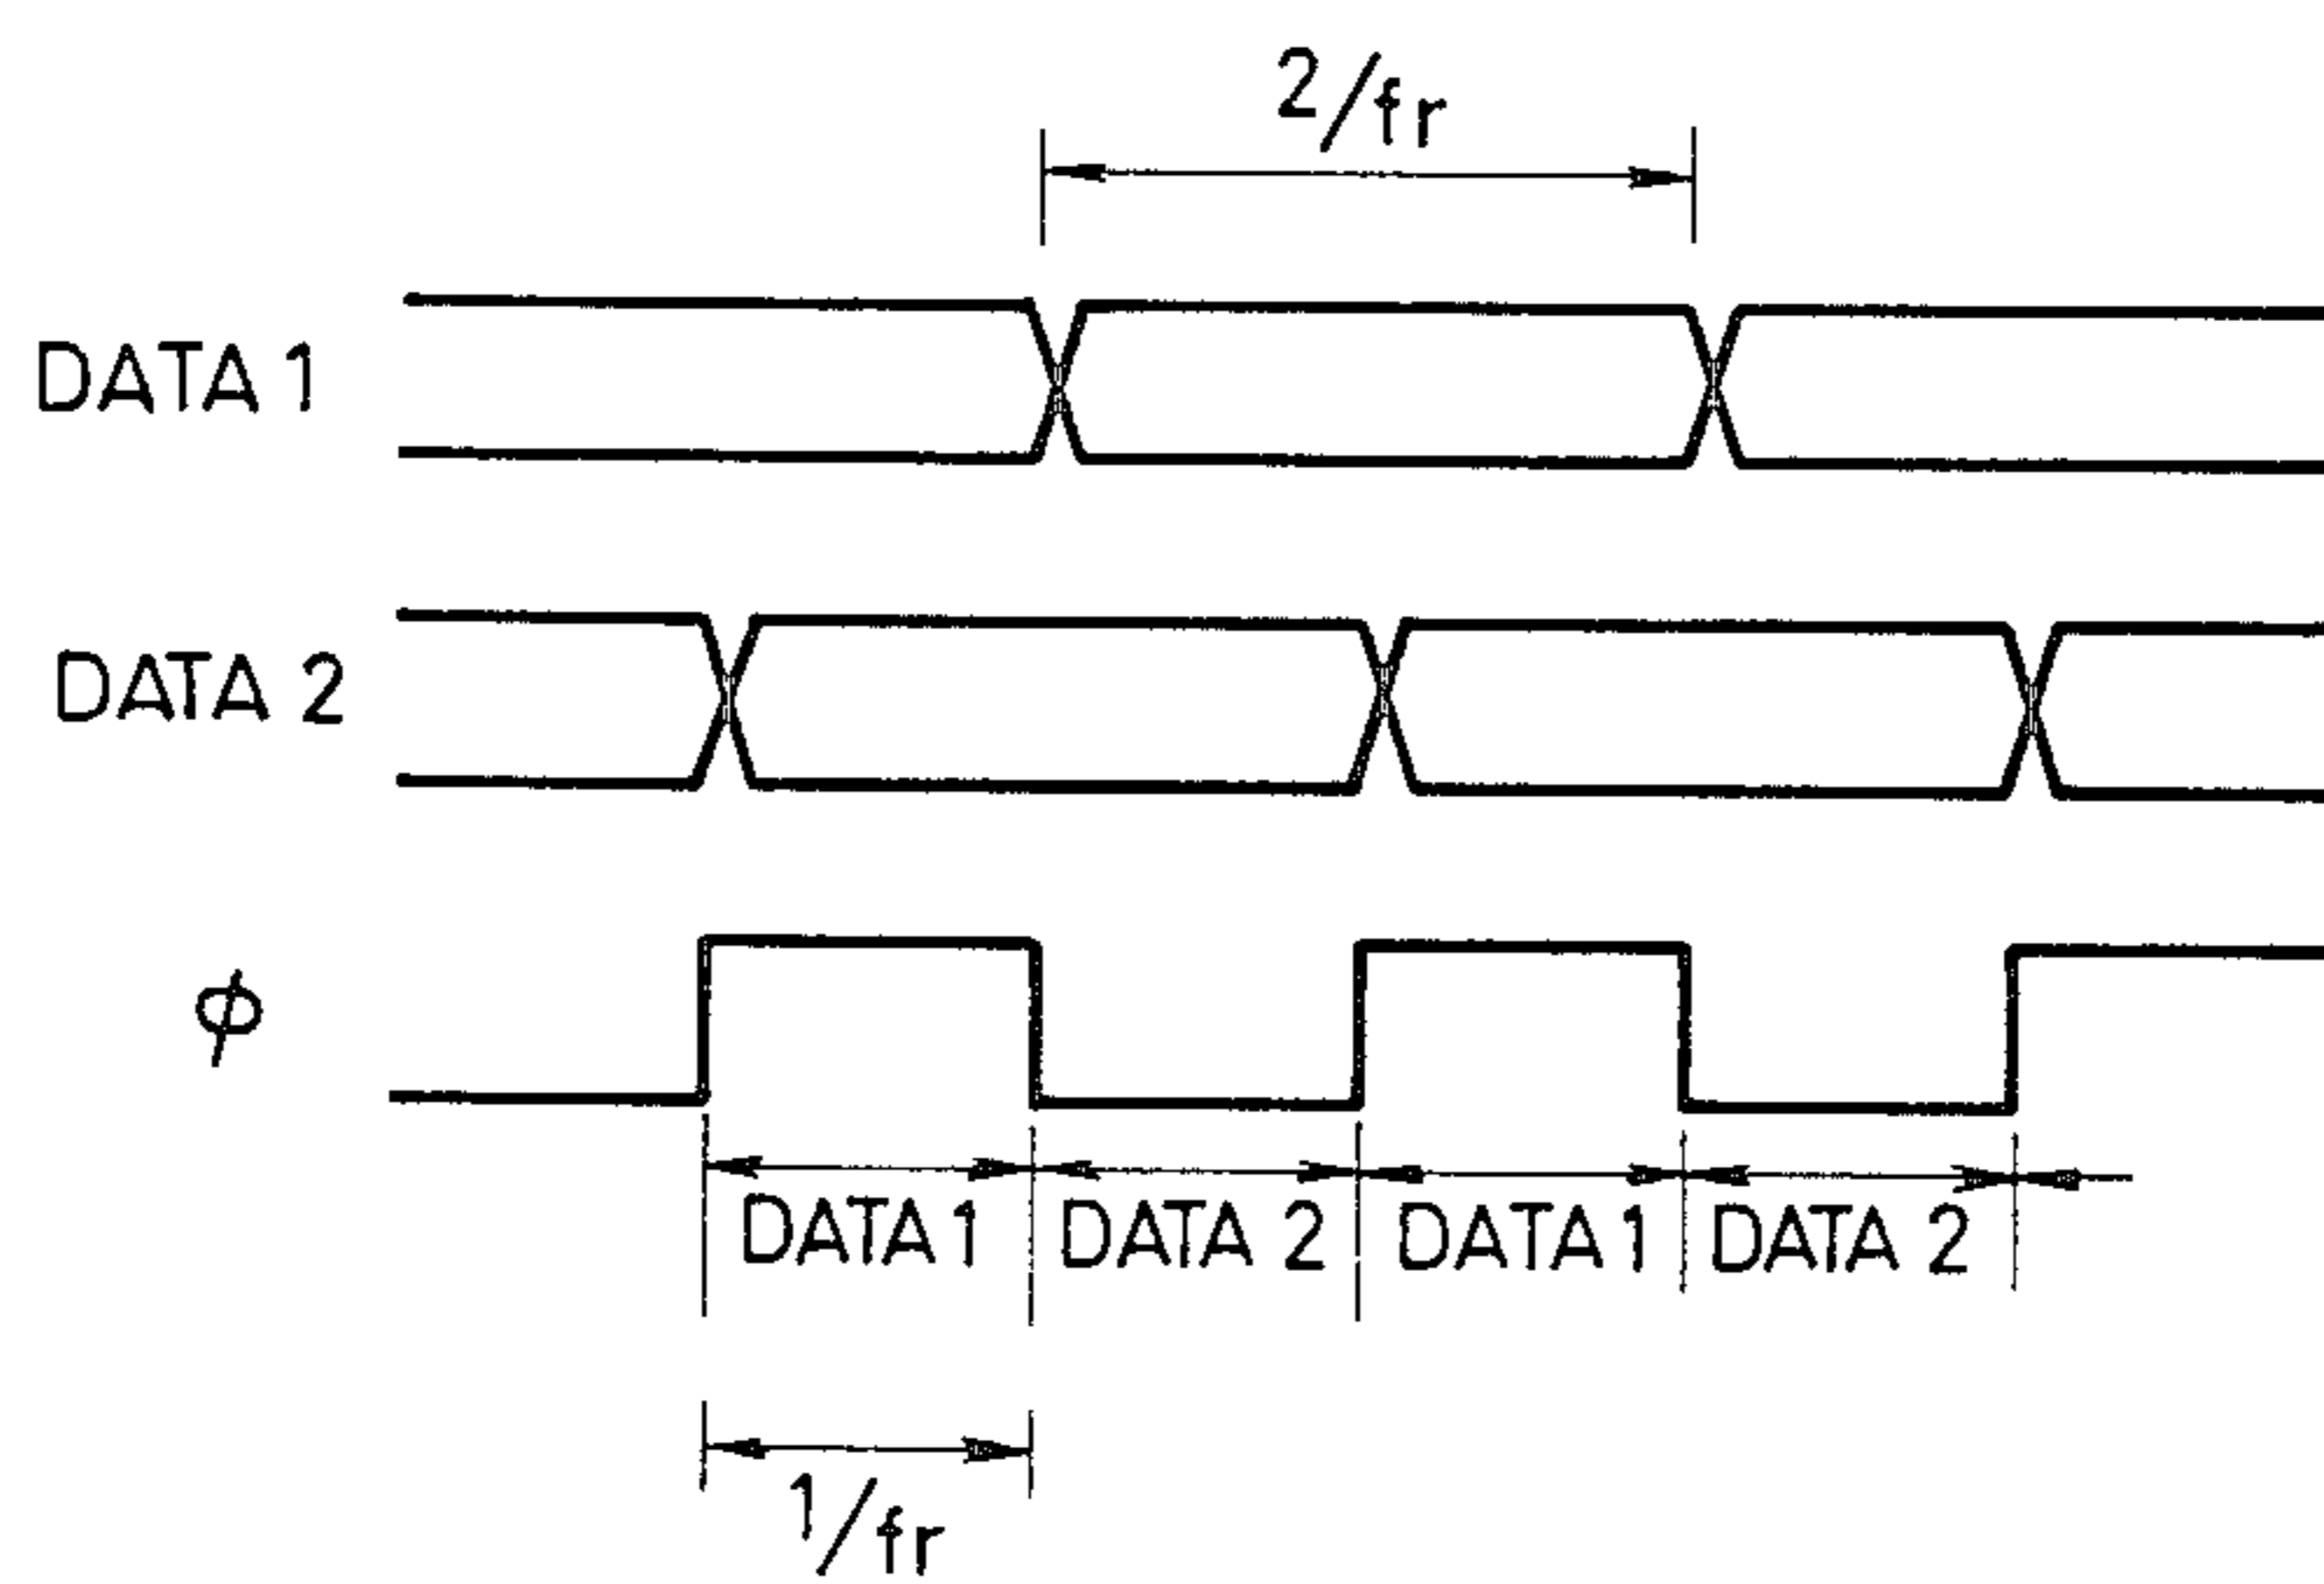 2/fr
DATA 1
DATA 2
ϕ
DATA 1 DATA 2 DATA 1 DATA 2
1/fr